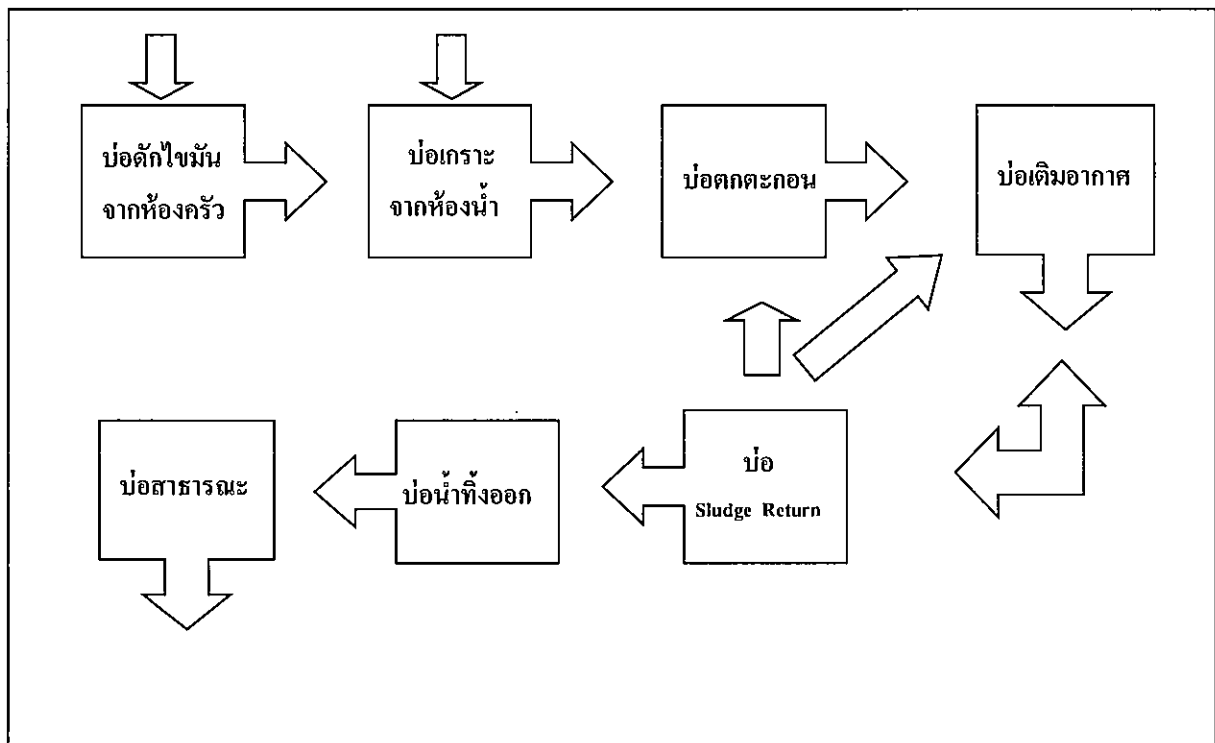 บ่อดักไขมัน
จากห้องครัว
บ่อเกราะ
จากห้องน้ำ
บ่อตกตะกอน
บ่อเติมอากาศ
บ่อสาธารณะ
บ่อน้ำทิ้งออก
บ่อ
Sludge Return